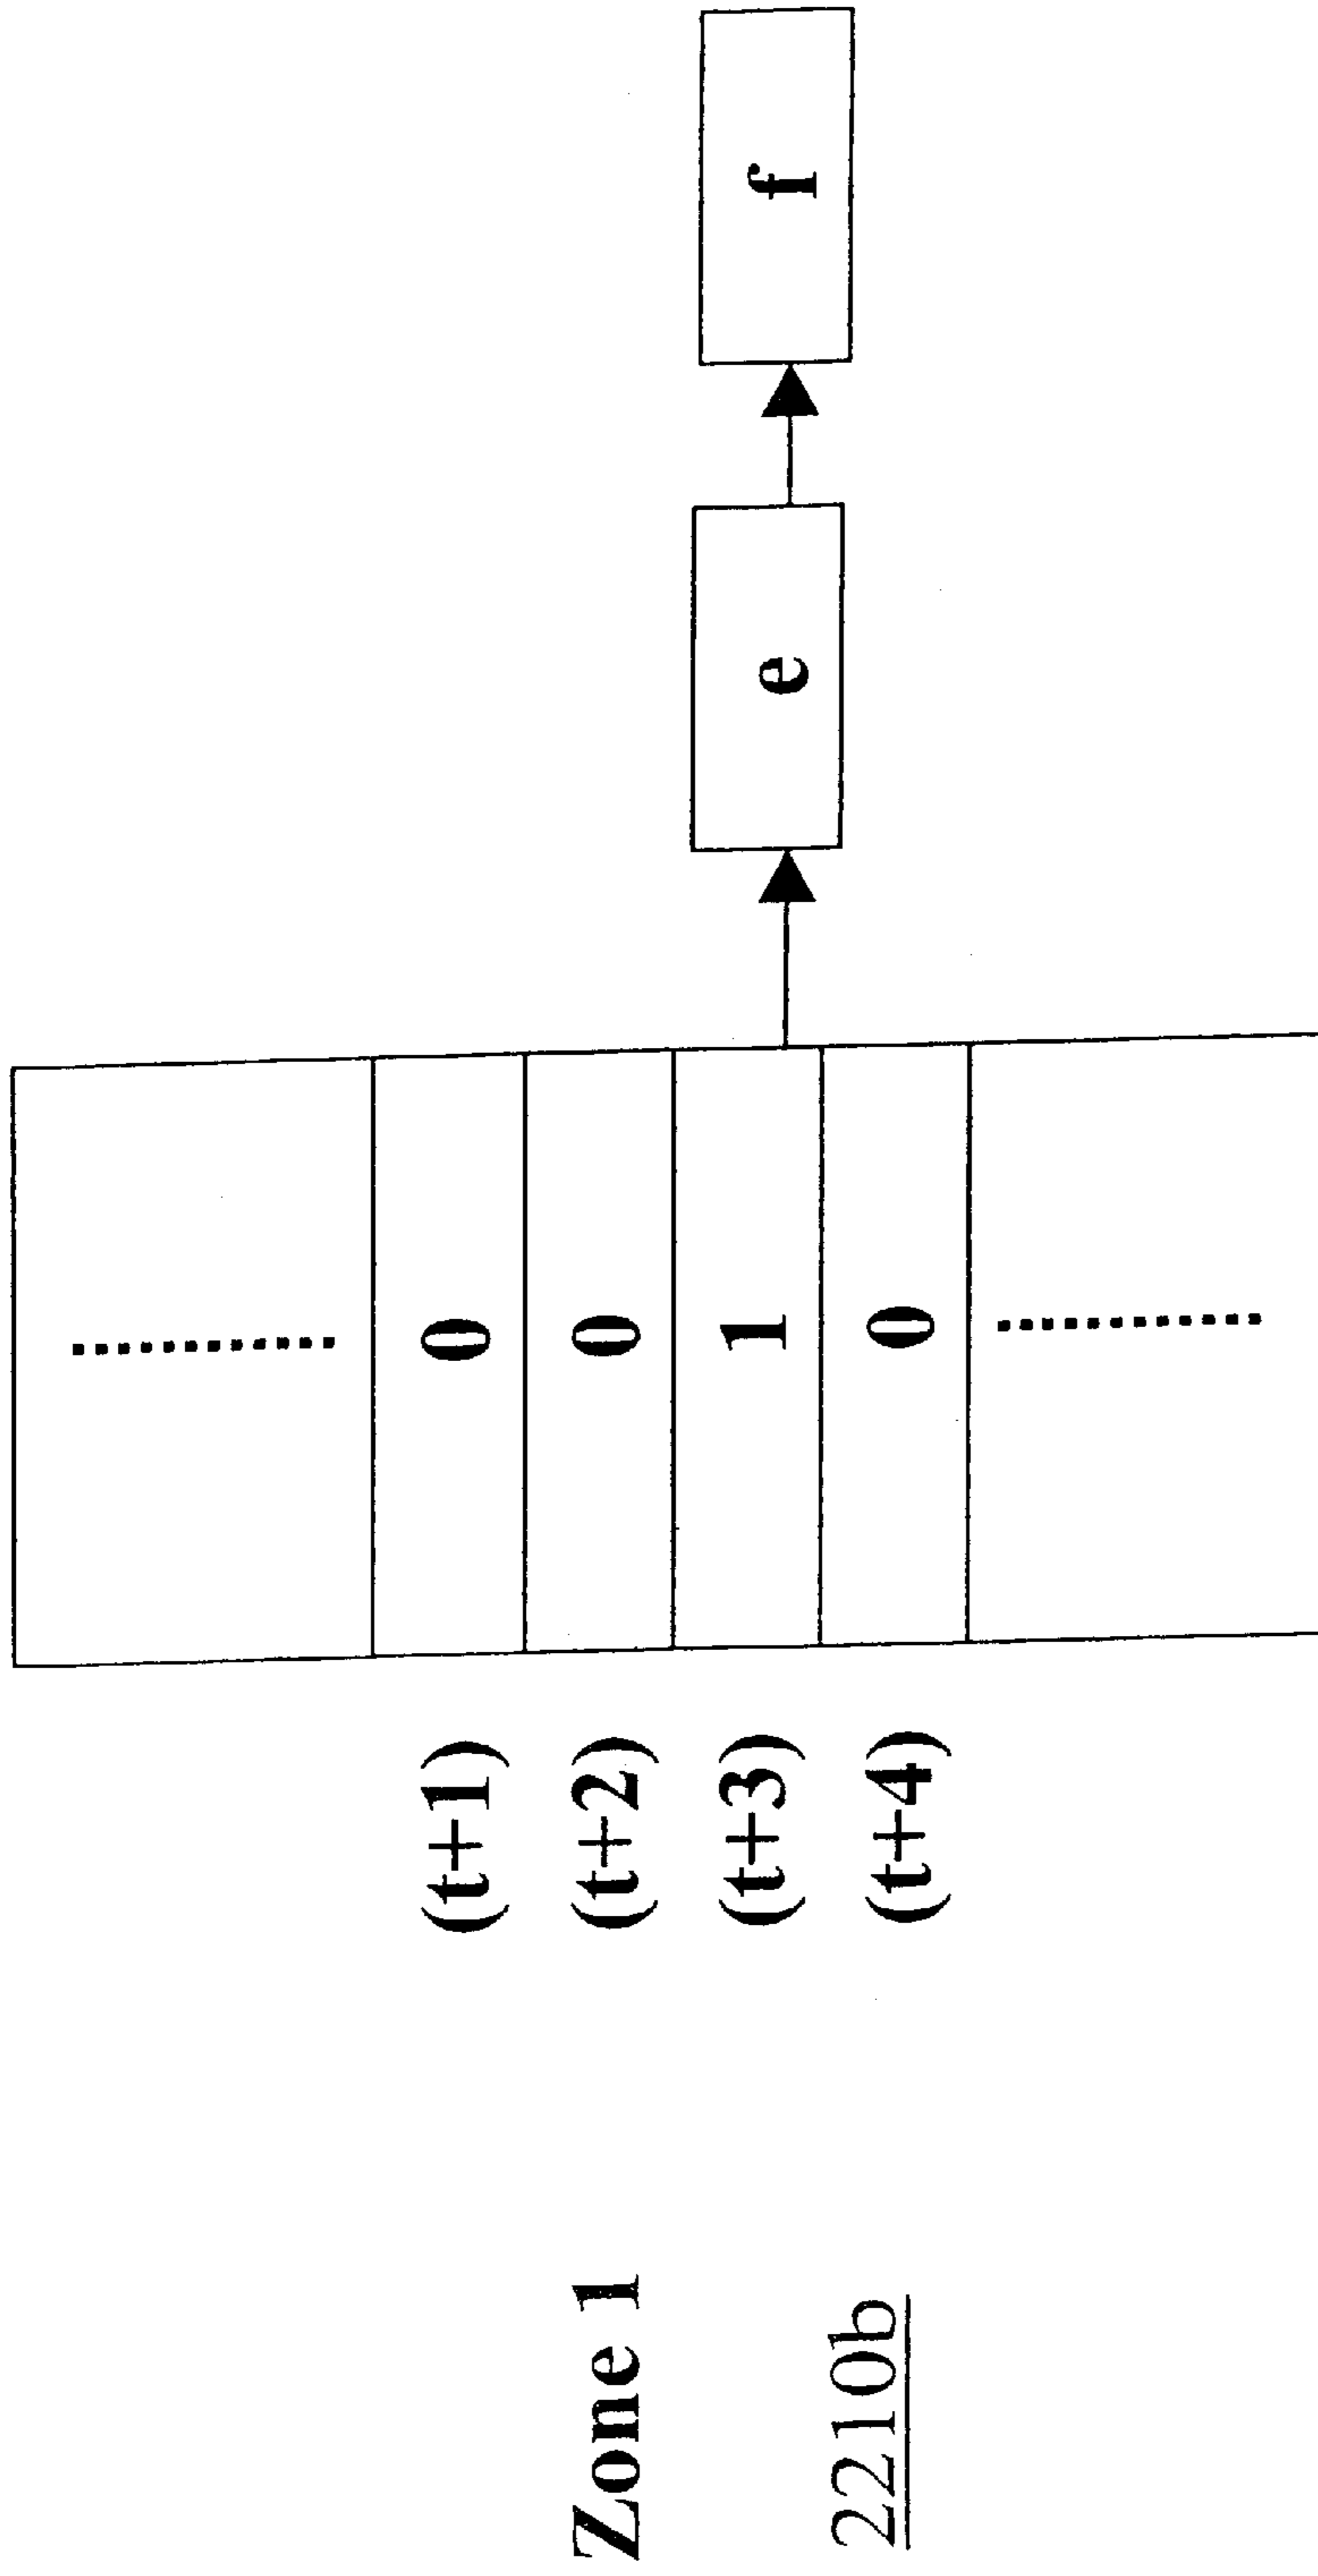 (t+1) 0
Zone 1 (t+2) 0
(t+3) 1 e f
2210b (t+4) 0